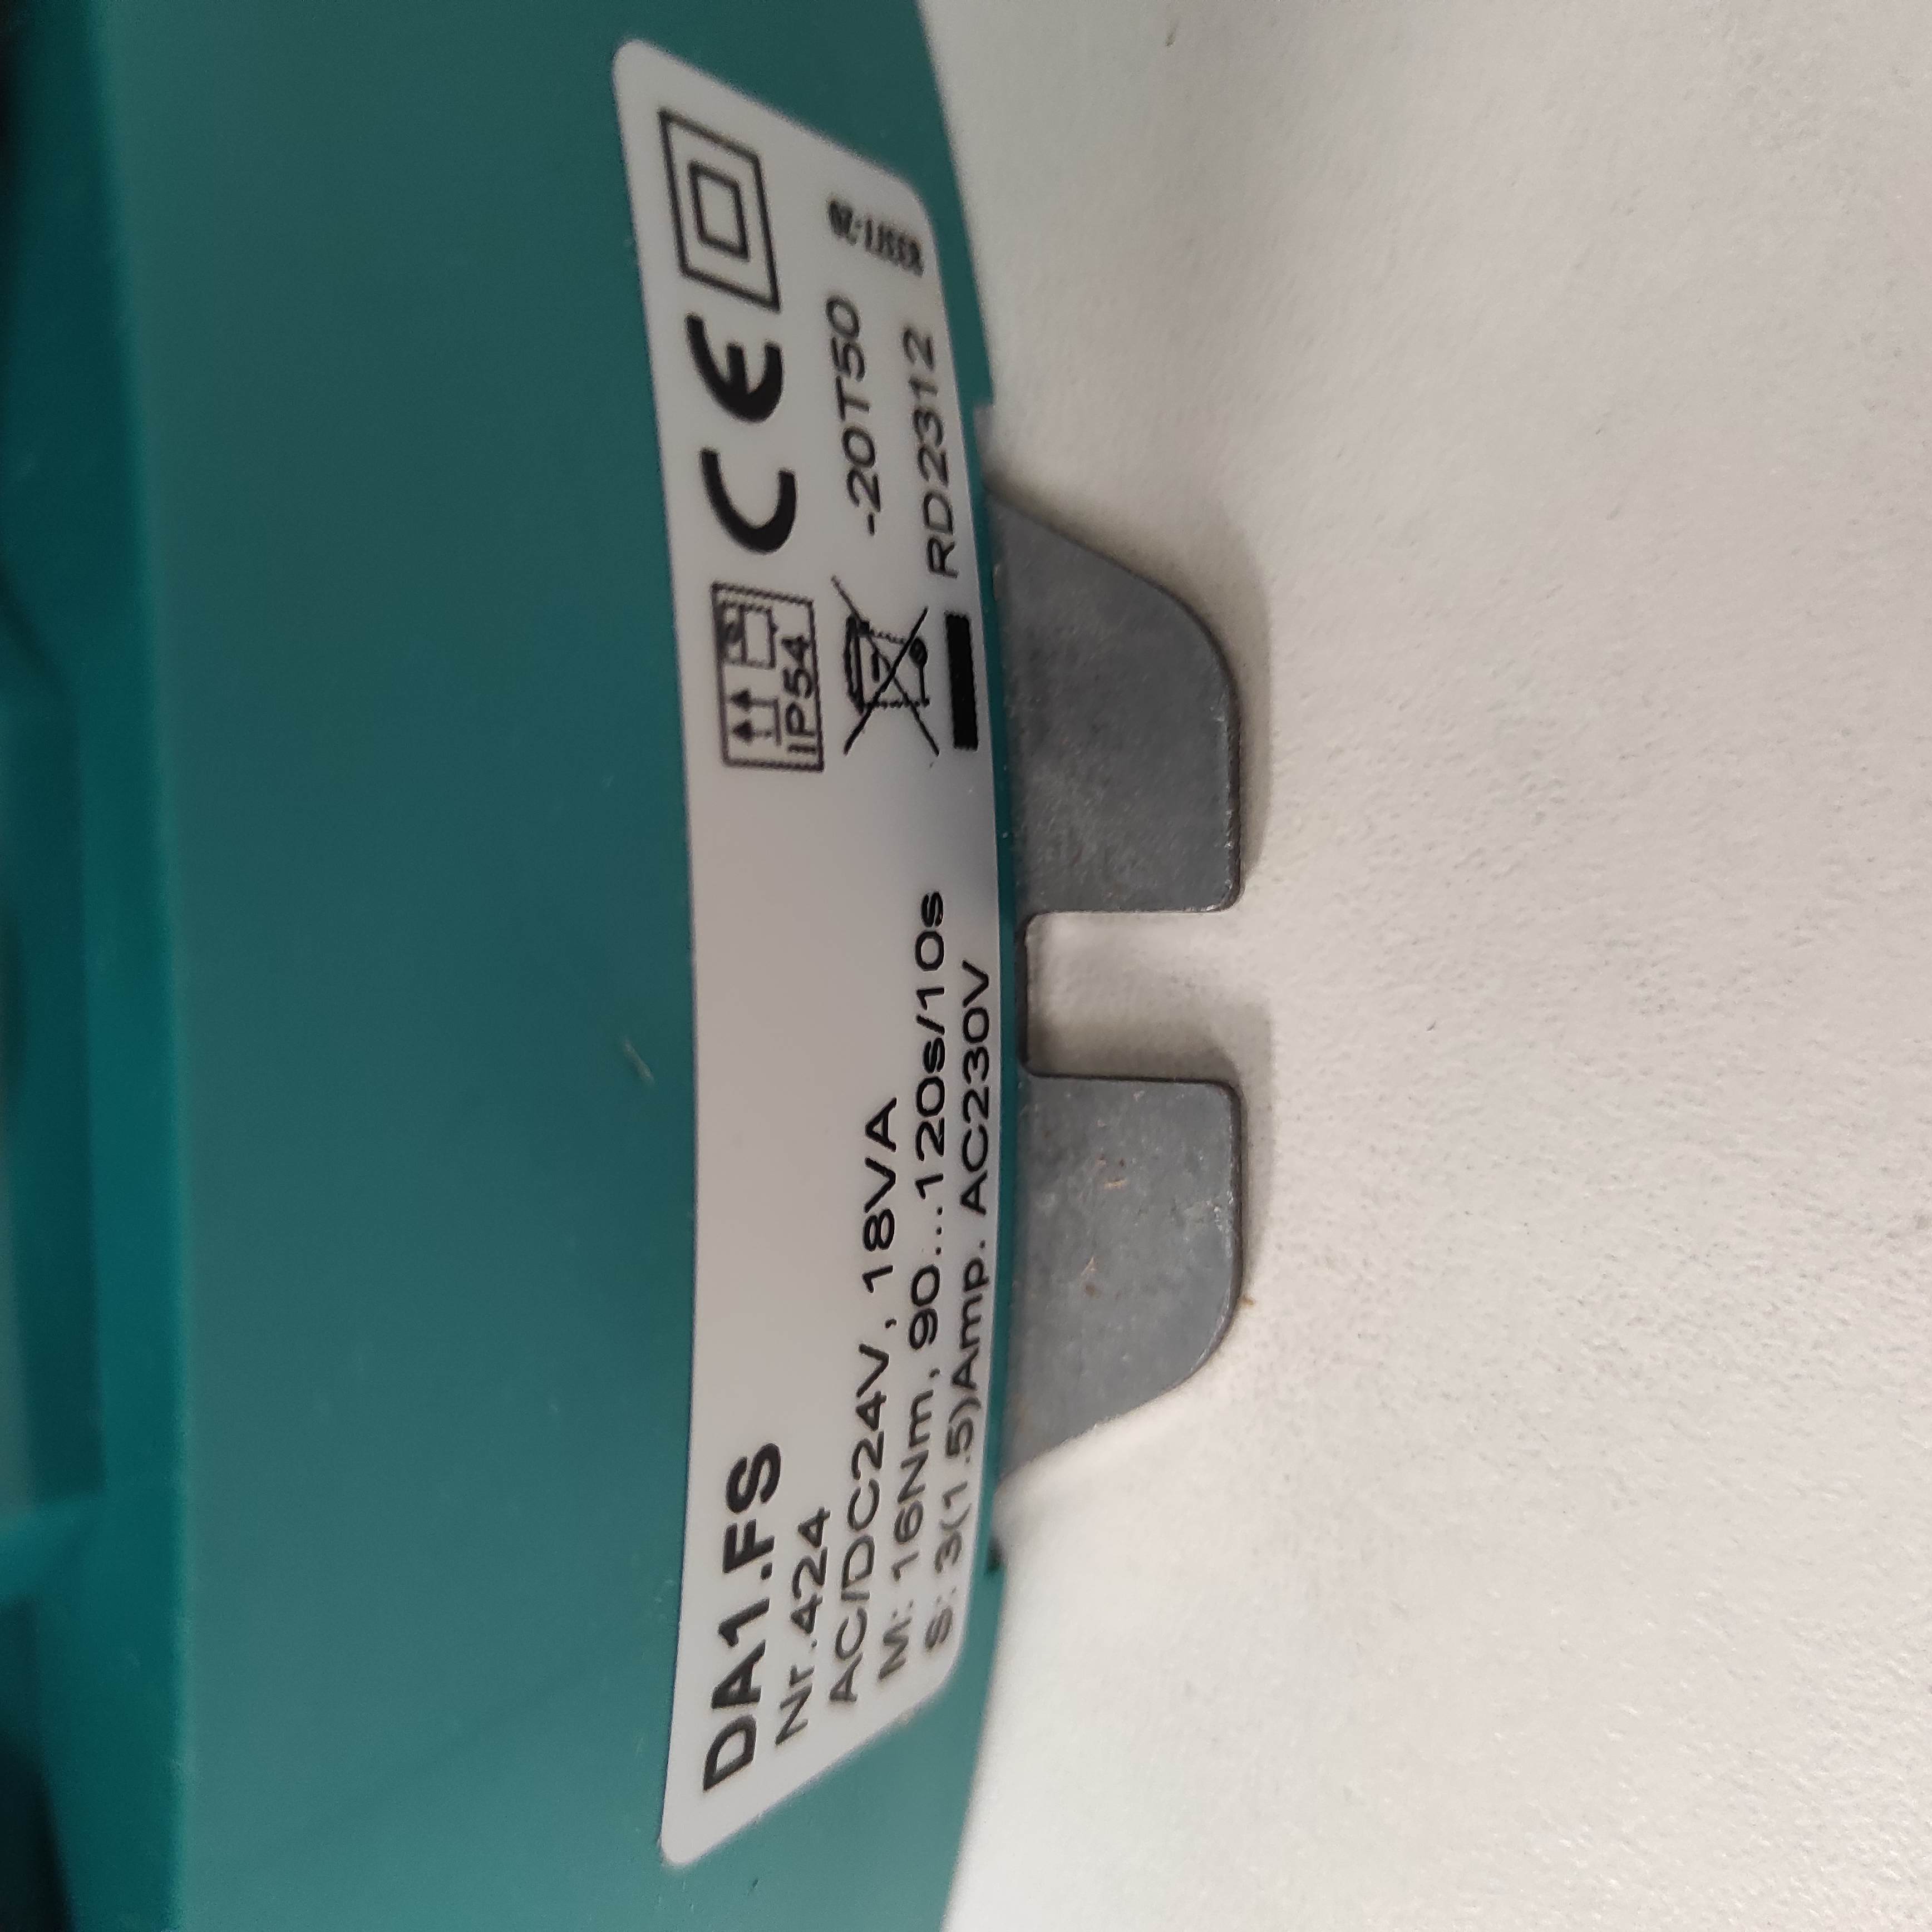 DA1.FS
Nr.424
AC/DC24V, 18VA
M: 16Nm, 90...120s/10s
S: 3(1.5)Amp. AC230V
IP54
CE
-20T50
RD2312